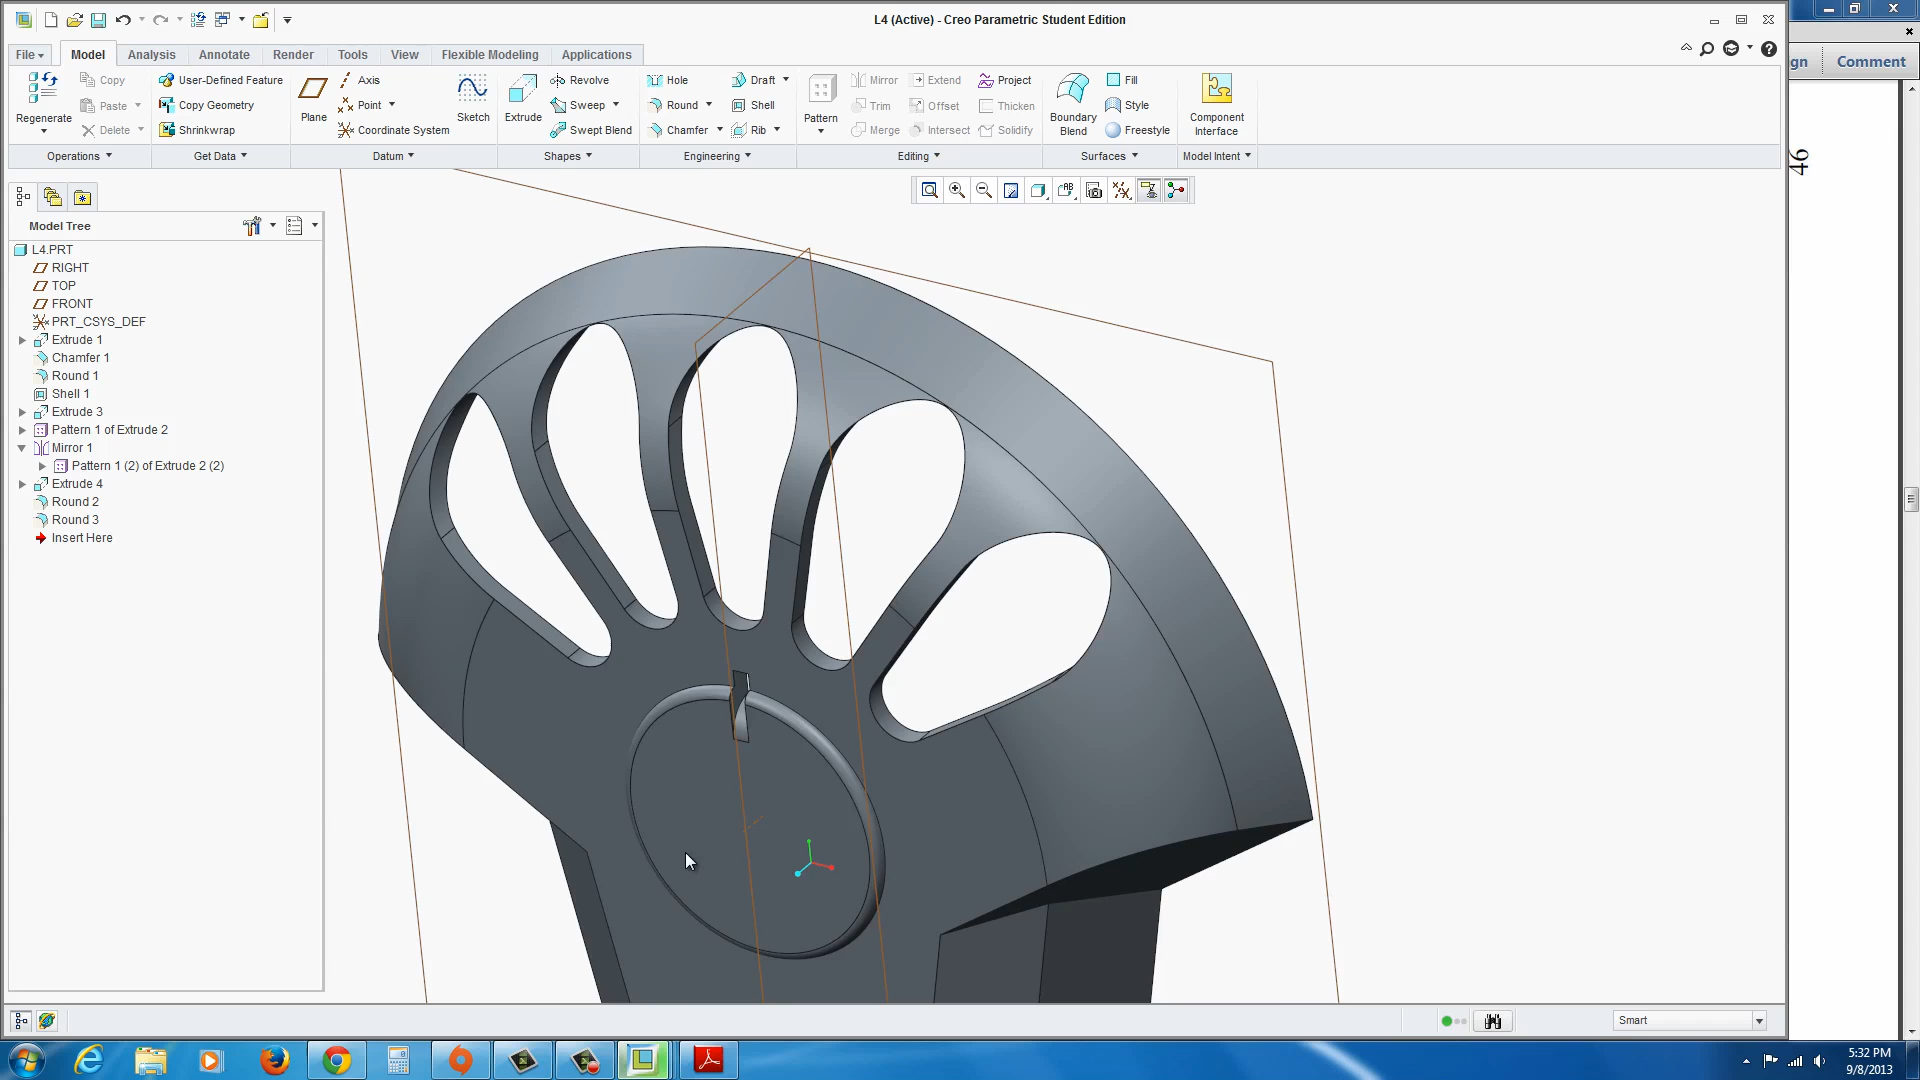 L4 (Active) - Creo Parametric Student Edition
File Model Analysis Annotate Render Tools View Flexible Modeling Applications
Regenerate
Copy
Paste
Delete
Operations
User-Defined Feature
Copy Geometry
Shrinkwrap
Get Data
Plane
Axis
Point
Coordinate System
Sketch
Datum
Extrude
Revolve
Sweep
Swept Blend
Shapes
Hole
Round
Chamfer
Draft
Shell
Rib
Engineering
Pattern
Mirror
Trim
Merge
Extend
Offset
Intersect
Project
Thicken
Solidify
Editing
Boundary
Blend
Fill
Style
Freestyle
Surfaces
Component
Interface
Model Intent
gn
Comment
46
Model Tree
L4.PRT
RIGHT
TOP
FRONT
PRT_CSYS_DEF
Extrude 1
Chamfer 1
Round 1
Shell 1
Extrude 3
Pattern 1 of Extrude 2
Mirror 1
Pattern 1 (2) of Extrude 2 (2)
Extrude 4
Round 2
Round 3
Insert Here
Smart
5:32 PM
9/8/2013